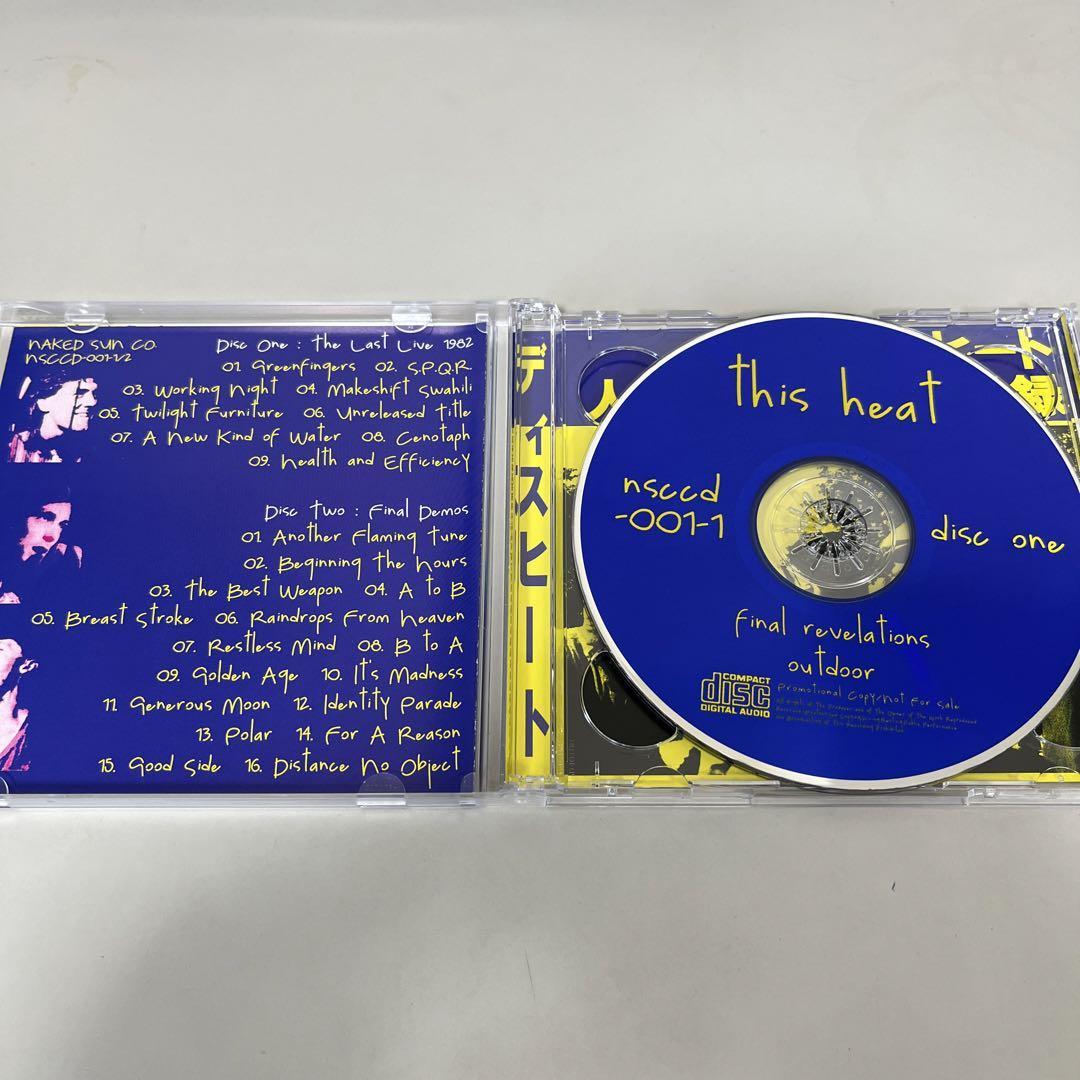 NAKED SUN CO.
NSCCD-001-1/2
Disc One : The Last Live 1982
01. Greenfingers 02. S.P.Q.R.
03. Working Night 04. Makeshift Swahili
05. Twilight Furniture 06. Unreleased Title
07. A New Kind of Water 08. Cenotaph
09. Health and Efficiency
Disc Two : Final Demos
01 Another Flaming Tune
02. Beginning The Hours
03. The Best Weapon 04. A To B
05. Breast Stroke 06. Raindrops From Heaven
07. Restless Mind 08. B To A
09. Golden Age 10. It's Madness
11. Generous Moon 12. Identity Parade
13. Polar 14. For A Reason
15. Good Side 16. Distance No Object
ディスヒート
ヒート
this heat
nsccd
-001-1
disc one
final revelations
outdoor
COMPACT
disc
DIGITAL AUDIO
Promotional Copy:Not For Sale